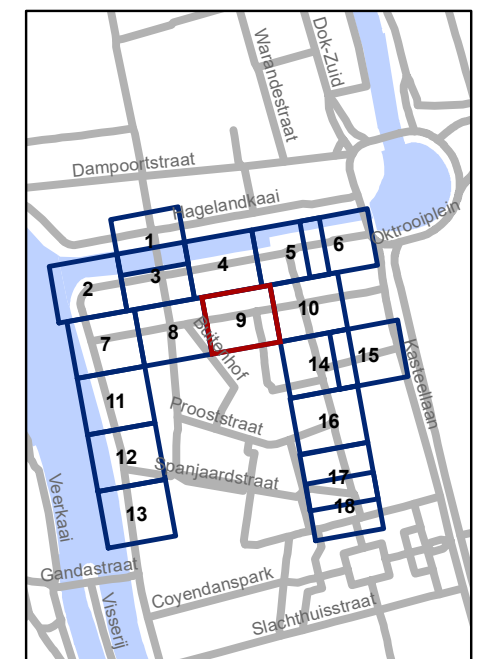 Warandestraat
Dok-Zuid
Dampoortstraat
Hagelandkaai
Oktrooiplein
1
2
3
4
5
6
7
8
9
10
Buitenhof
11
12
13
14
15
16
17
18
Kasteellaan
Prooststraat
Spanjaardstraat
Veerkaai
Gandastraat
Visserij
Coyendanspark
Slachthuisstraat